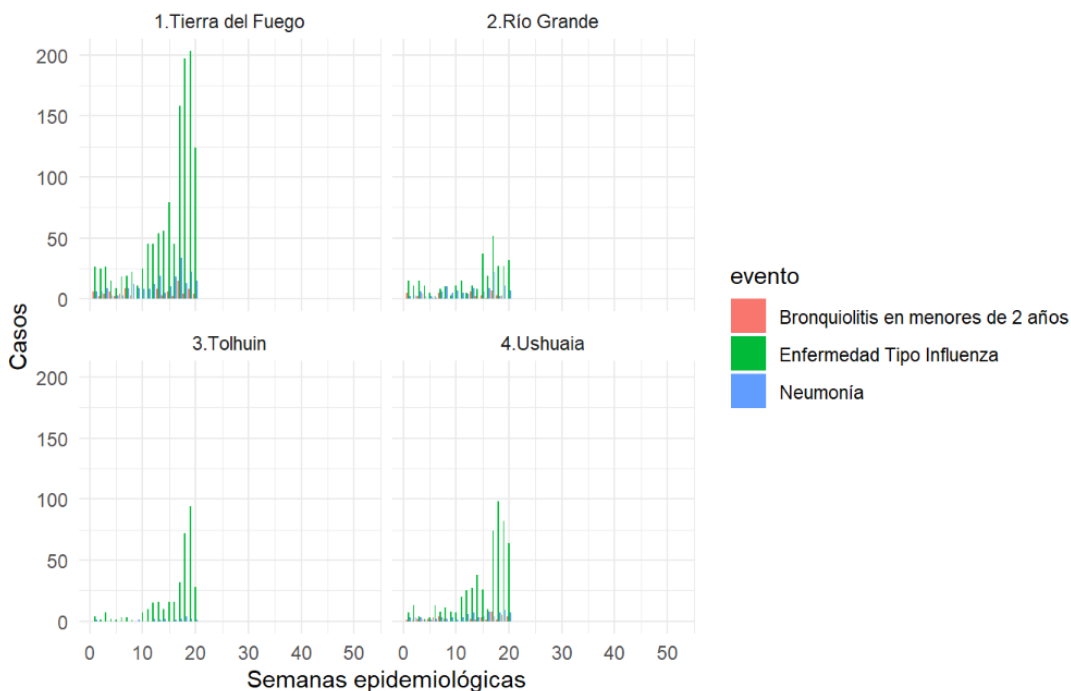 1.Tierra del Fuego
2.Río Grande
200
150
100
50
0
3.Tolhuin
4.Ushuaia
200
150
100
50
0
0 10 20 30 40 50
0 10 20 30 40 50
Semanas epidemiológicas
Casos
evento
Bronquiolitis en menores de 2 años
Enfermedad Tipo Influenza
Neumonía